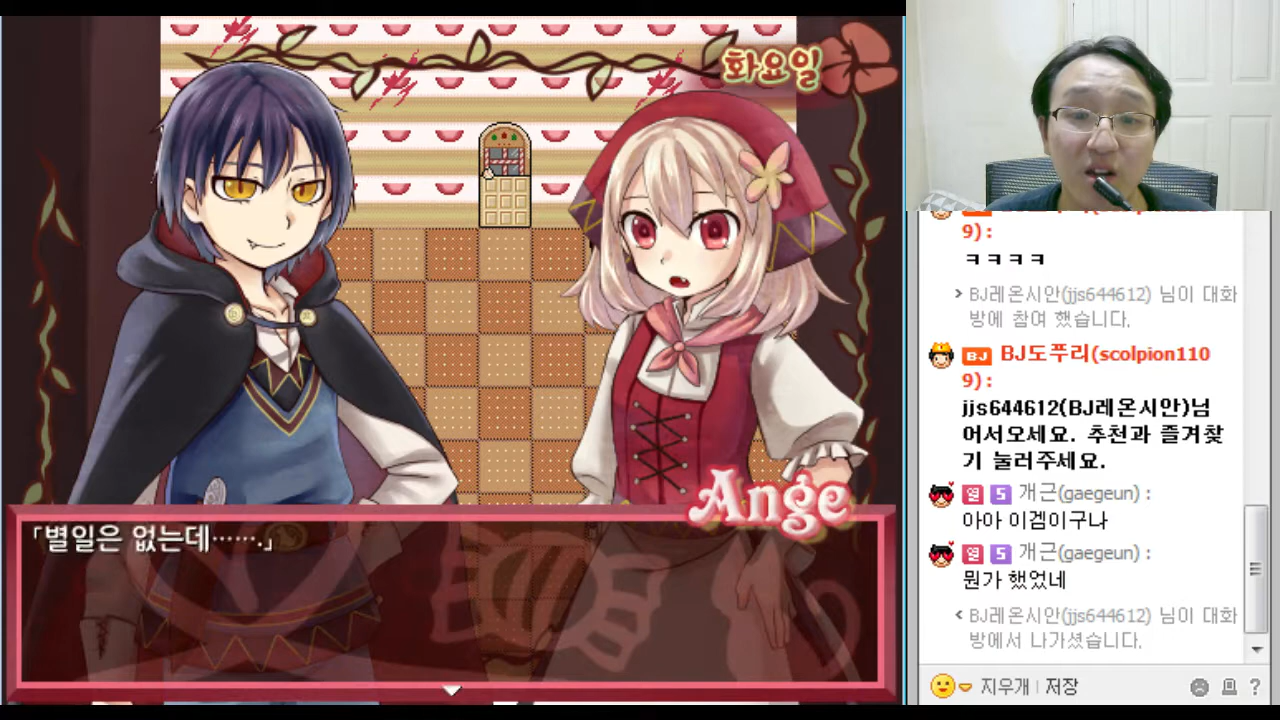 화요일
Ange
「별일은 없는데…….」
9) :
ㅋㅋㅋㅋ
> BJ레온시안(jjs644612) 님이 대화
방에 참여 했습니다.
BJ BJ도푸리(scolpion110
9) :
jjs644612(BJ레온시안)님
어서오세요. 추천과 즐겨찾
기 눌러주세요.
열 S 개근(gaegeun) :
아아 이겜이구나
열 S 개근(gaegeun) :
뭔가 했었네
< BJ레온시안(jjs644612) 님이 대화
방에서 나가셨습니다.
지우개 | 저장
?